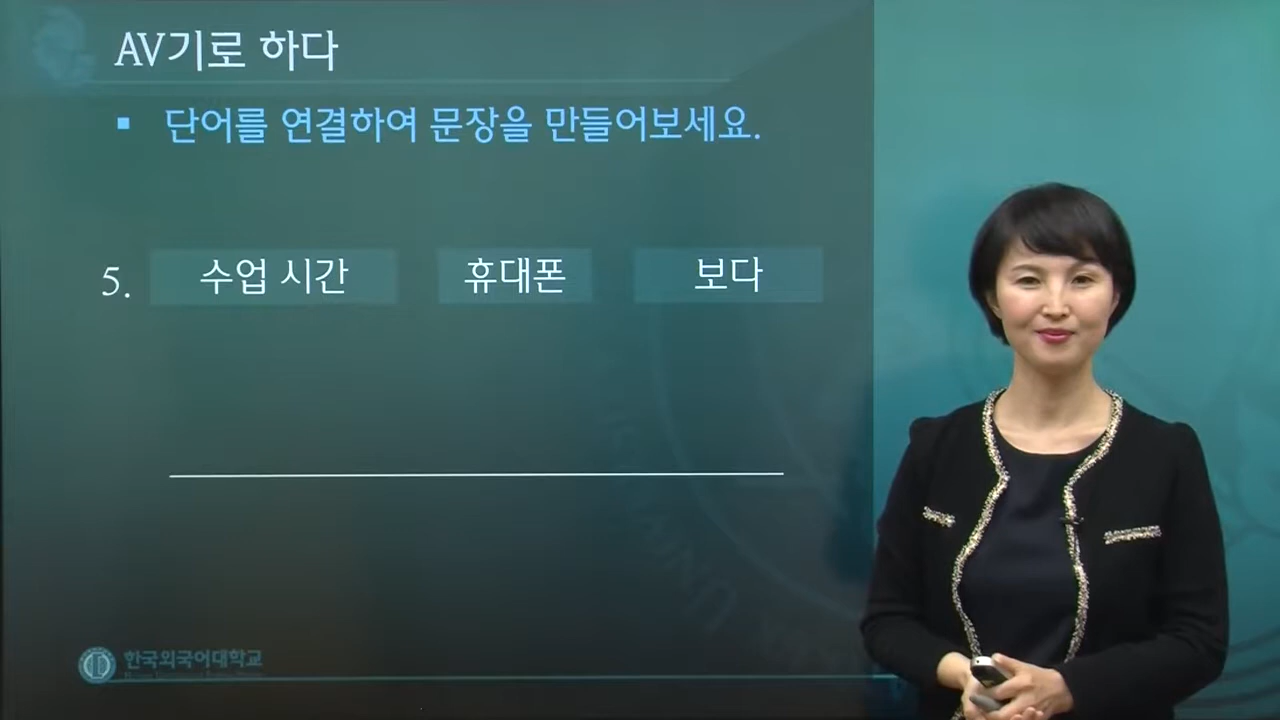 AV기로 하다
▪ 단어를 연결하여 문장을 만들어보세요.
5. 수업 시간 휴대폰 보다
한국외국어대학교